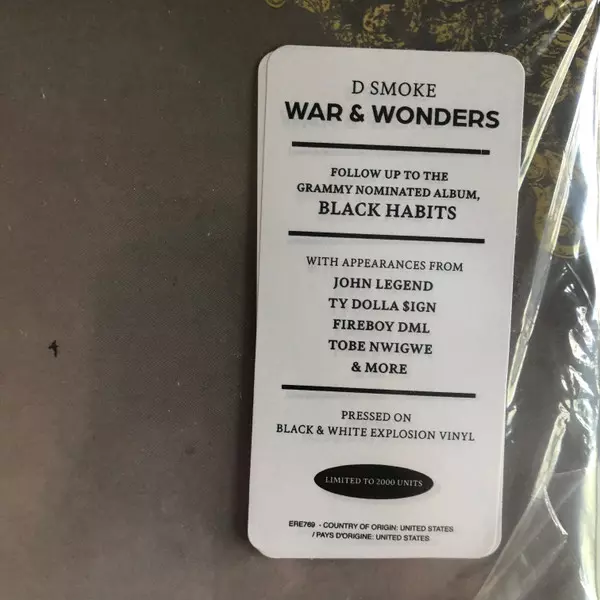 D SMOKE
WAR & WONDERS
FOLLOW UP TO THE
GRAMMY NOMINATED ALBUM,
BLACK HABITS
WITH APPEARANCES FROM
JOHN LEGEND
TY DOLLA $IGN
FIREBOY DML
TOBE NWIGWE
& MORE
PRESSED ON
BLACK & WHITE EXPLOSION VINYL
LIMITED TO 2000 UNITS
ERE769 - COUNTRY OF ORIGIN: UNITED STATES
/ PAYS D'ORIGINE: UNITED STATES